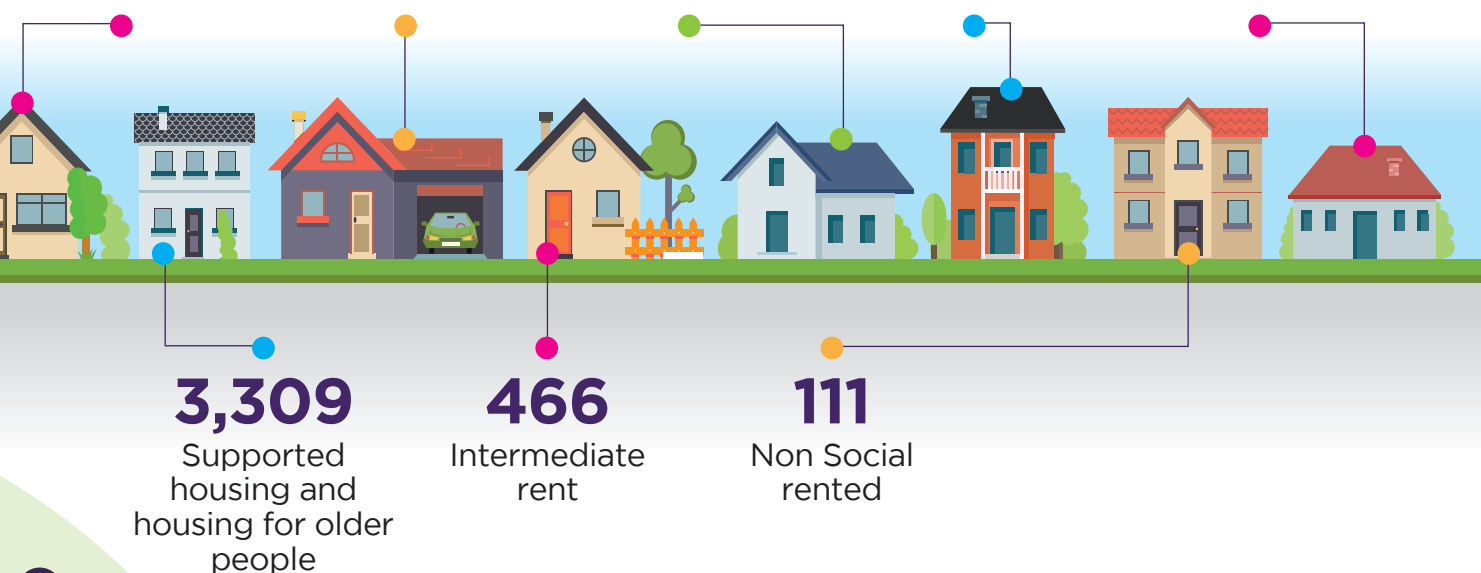 3,309
Supported
housing and
housing for older
people
466
Intermediate
rent
111
Non Social
rented